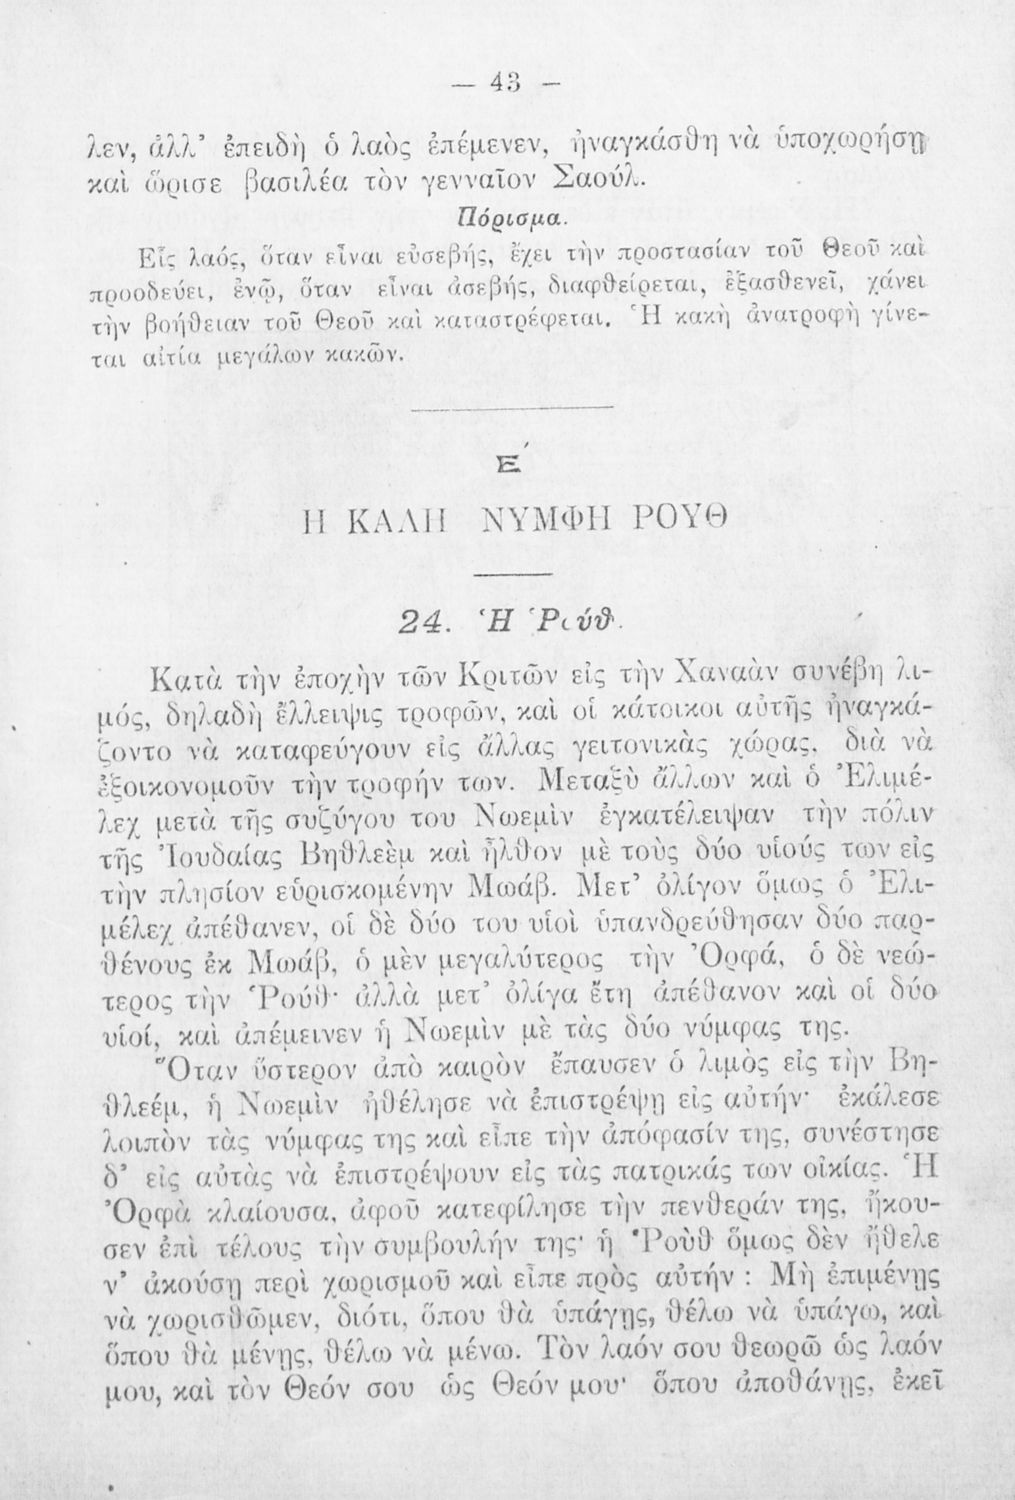 — 43 —
λεν, ἀλλ’ ἐπειδὴ ὁ λαὸς ἐπέμενεν, ἠναγκάσθη νὰ ὑποχωρήσῃ
καὶ ὥρισε βασιλέα τὸν γενναῖον Σαούλ.
Πόρισμα.
Εἷς λαός, ὅταν εἶναι εὐσεβής, ἔχει τὴν προστασίαν τοῦ Θεοῦ καὶ
προοδεύει, ἐνῷ, ὅταν εἶναι ἀσεβής, διαφθείρεται, ἐξασθενεῖ, χάνει
τὴν βοήθειαν τοῦ Θεοῦ καὶ καταστρέφεται. Ἡ κακὴ ἀνατροφὴ γίνε-
ται αἰτία μεγάλων κακῶν.
Ε΄
Η ΚΑΛΗ ΝΥΜΦΗ ΡΟΥΘ
24. Ἡ Ῥούθ.
Κατὰ τὴν ἐποχὴν τῶν Κριτῶν εἰς τὴν Χαναὰν συνέβη λι-
μός, δηλαδὴ ἔλλειψις τροφῶν, καὶ οἱ κάτοικοι αὐτῆς ἠναγκά-
ζοντο νὰ καταφεύγουν εἰς ἄλλας γειτονικὰς χώρας, διὰ νὰ
ἐξοικονομοῦν τὴν τροφήν των. Μεταξὺ ἄλλων καὶ ὁ Ἐλιμέ-
λεχ μετὰ τῆς συζύγου του Νωεμὶν ἐγκατέλειψαν τὴν πόλιν
τῆς Ἰουδαίας Βηθλεὲμ καὶ ἦλθον μὲ τοὺς δύο υἱούς των εἰς
τὴν πλησίον εὑρισκομένην Μωάβ. Μετ’ ὀλίγον ὅμως ὁ Ἐλι-
μέλεχ ἀπέθανεν, οἱ δὲ δύο του υἱοὶ ὑπανδρεύθησαν δύο παρ-
θένους ἐκ Μωάβ, ὁ μὲν μεγαλύτερος τὴν Ὀρφά, ὁ δὲ νεώ-
τερος τὴν Ῥούθ· ἀλλὰ μετ’ ὀλίγα ἔτη ἀπέθανον καὶ οἱ δύο
υἱοί, καὶ ἀπέμεινεν ἡ Νωεμὶν μὲ τὰς δύο νύμφας της.
Ὅταν ὕστερον ἀπὸ καιρὸν ἔπαυσεν ὁ λιμὸς εἰς τὴν Βη-
θλεέμ, ἡ Νωεμὶν ἠθέλησε νὰ ἐπιστρέψῃ εἰς αὐτήν· ἐκάλεσε
λοιπὸν τὰς νύμφας της καὶ εἶπε τὴν ἀπόφασίν της, συνέστησε
δ’ εἰς αὐτὰς νὰ ἐπιστρέψουν εἰς τὰς πατρικάς των οἰκίας. Ἡ
Ὀρφὰ κλαίουσα, ἀφοῦ κατεφίλησε τὴν πενθεράν της, ἤκου-
σεν ἐπὶ τέλους τὴν συμβουλήν της· ἡ Ῥοὺθ ὅμως δὲν ἤθελε
ν’ ἀκούσῃ περὶ χωρισμοῦ καὶ εἶπε πρὸς αὐτήν : Μὴ ἐπιμένῃς
νὰ χωρισθῶμεν, διότι, ὅπου θὰ ὑπάγῃς, θέλω νὰ ὑπάγω, καὶ
ὅπου θὰ μένῃς, θέλω νὰ μένω. Τὸν λαόν σου θεωρῶ ὡς λαόν
μου, καὶ τὸν Θεόν σου ὡς Θεόν μου· ὅπου ἀποθάνῃς, ἐκεῖ